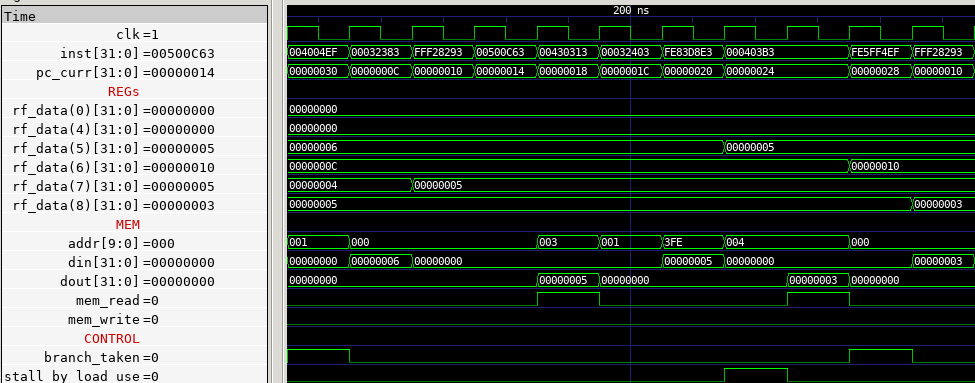 200 ns
Time
clk=1
inst[31:0]=00500C63 004004EF 00032383 FFF28293 00500C63 00430313 00032403 FE83D8E3 000403B3 FE5FF4EF FFF28293
pc_curr[31:0]=00000014 00000030 0000000C 00000010 00000014 00000018 0000001C 00000020 00000024 00000028 00000010
REGs
rf_data(0)[31:0]=00000000 00000000
rf_data(4)[31:0]=00000000 00000000
rf_data(5)[31:0]=00000005 00000006 00000005
rf_data(6)[31:0]=00000010 0000000C 00000010
rf_data(7)[31:0]=00000005 00000004 00000005
rf_data(8)[31:0]=00000003 00000005 00000003
MEM
addr[9:0]=000 001 000 003 001 3FE 004 000
din[31:0]=00000000 00000000 00000006 00000000 00000005 00000000 00000003
dout[31:0]=00000000 00000000 00000005 00000000 00000003 00000000
mem_read=0
mem_write=0
CONTROL
branch_taken=0
stall_by_load_use=0